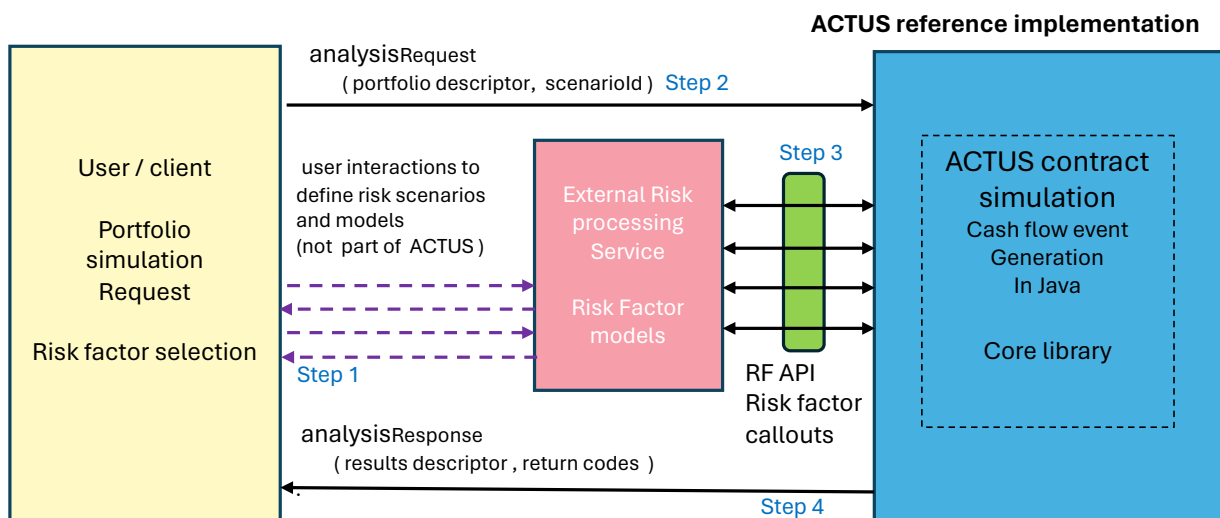 ACTUS reference implementation
analysisRequest
( portfolio descriptor, scenarioId ) Step 2
User / client
Portfolio
simulation
Request
Risk factor selection
user interactions to
define risk scenarios
and models
(not part of ACTUS )
Step 1
External Risk
processing
Service
Risk Factor
models
Step 3
RF API
Risk factor
callouts
ACTUS contract
simulation
Cash flow event
Generation
In Java
Core library
analysisResponse
( results descriptor , return codes )
.
Step 4